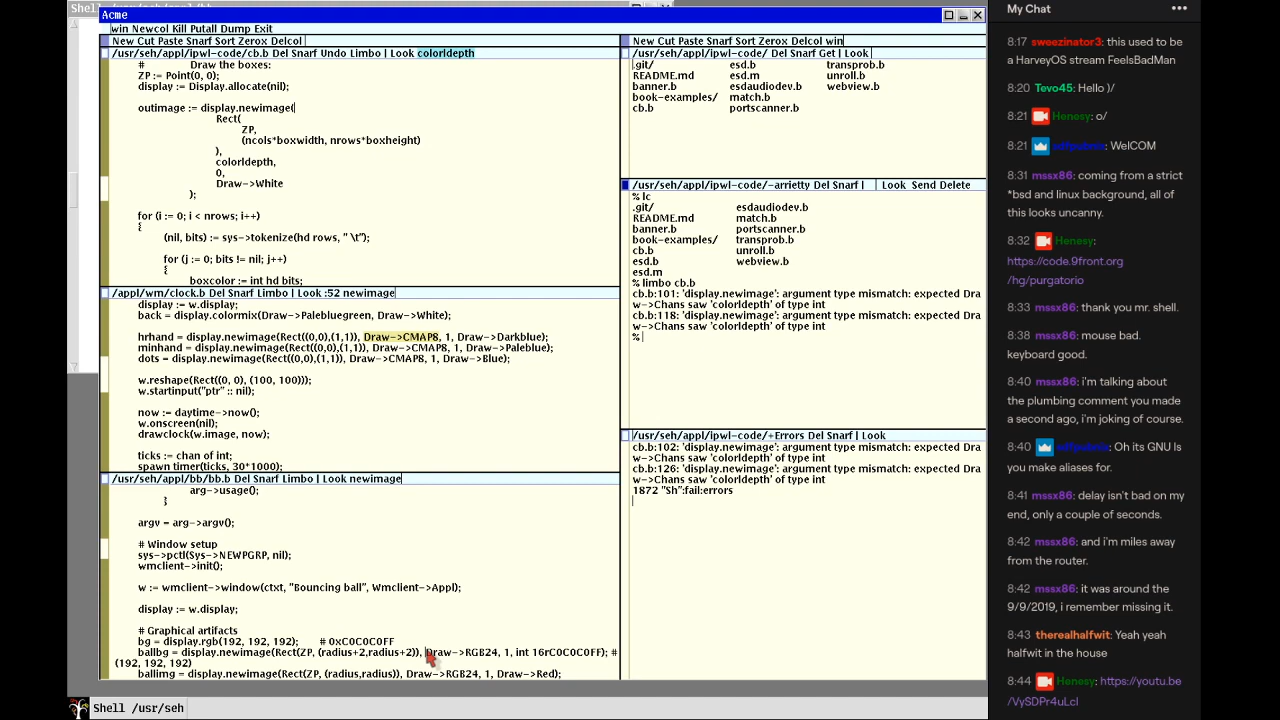 Acme
win Newcol Kill Putall Dump Exit
New Cut Paste Snarf Sort Zerox Delcol
/usr/seh/appl/ipwl-code/cb.b Del Snarf Undo Limbo | Look colorldepth
# Draw the boxes:
ZP := Point(0, 0);
display := Display.allocate(nil);
outimage := display.newimage(
Rect(
ZP,
(ncols*boxwidth, nrows*boxheight)
),
colorldepth,
0,
Draw->White
);
for (i := 0; i < nrows; i++)
{
(nil, bits) := sys->tokenize(hd rows, " \t");
for (j := 0; bits != nil; j++)
{
boxcolor := int hd bits;
/appl/wm/clock.b Del Snarf Limbo | Look :52 newimage
display := w.display;
back = display.colormix(Draw->Palebluegreen, Draw->White);
hrhand = display.newimage(Rect((0,0),(1,1)), Draw->CMAP8, 1, Draw->Darkblue);
minhand = display.newimage(Rect((0,0),(1,1)), Draw->CMAP8, 1, Draw->Paleblue);
dots = display.newimage(Rect((0,0),(1,1)), Draw->CMAP8, 1, Draw->Blue);
w.reshape(Rect((0, 0), (100, 100)));
w.startinput("ptr" :: nil);
now := daytime->now();
w.onscreen(nil);
drawclock(w.image, now);
ticks := chan of int;
spawn timer(ticks, 30*1000);
/usr/seh/appl/bb/bb.b Del Snarf Limbo | Look newimage
arg->usage();
}
argv = arg->argv();
# Window setup
sys->pctl(Sys->NEWPGRP, nil);
wmclient->init();
w := wmclient->window(ctxt, "Bouncing ball", Wmclient->Appl);
display := w.display;
# Graphical artifacts
bg = display.rgb(192, 192, 192); # 0xC0C0C0FF
ballbg = display.newimage(Rect(ZP, (radius+2,radius+2)), Draw->RGB24, 1, int 16rC0C0C0FF); #
(192, 192, 192)
ballimg = display.newimage(Rect(ZP, (radius,radius)), Draw->RGB24, 1, Draw->Red);
New Cut Paste Snarf Sort Zerox Delcol win
/usr/seh/appl/ipwl-code/ Del Snarf Get | Look
.git/ esd.b transprob.b
README.md esd.m unroll.b
banner.b esdaudiodev.b webview.b
book-examples/ match.b
cb.b portscanner.b
/usr/seh/appl/ipwl-code/-arrietty Del Snarf | | Look Send Delete
% lc
.git/ esdaudiodev.b
README.md match.b
banner.b portscanner.b
book-examples/ transprob.b
cb.b unroll.b
esd.b webview.b
esd.m
% limbo cb.b
cb.b:101: 'display.newimage': argument type mismatch: expected Dra
w->Chans saw 'colorldepth' of type int
cb.b:118: 'display.newimage': argument type mismatch: expected Dra
w->Chans saw 'colorldepth' of type int
%
/usr/seh/appl/ipwl-code/+Errors Del Snarf | Look
cb.b:102: 'display.newimage': argument type mismatch: expected Dra
w->Chans saw 'colorldepth' of type int
cb.b:126: 'display.newimage': argument type mismatch: expected Dra
w->Chans saw 'colorldepth' of type int
1872 "Sh":fail:errors
Shell /usr/seh
My Chat
8:17 sweezinator3: this used to be
a HarveyOS stream FeelsBadMan
8:20 Tevo45: Hello )/
8:21 Henesy: o/
8:21 : WelCOM
8:31 mssx86: coming from a strict
*bsd and linux background, all of
this looks uncanny.
8:32 Henesy:
https://code.9front.org
/hg/purgatorio
8:33 mssx86: thank you mr. shell.
8:38 mssx86: mouse bad.
keyboard good.
8:40 mssx86: i'm talking about
the plumbing comment you made
a second ago, i'm joking of course.
8:40 : Oh its GNU ls
you make aliases for.
8:41 mssx86: delay isn't bad on my
end, only a couple of seconds.
8:42 mssx86: and i'm miles away
from the router.
8:42 mssx86: it was around the
9/9/2019, i remember missing it.
8:43 therealhalfwit: Yeah yeah
halfwit in the house
8:44 Henesy: https://youtu.be
/VySDPr4uLcI